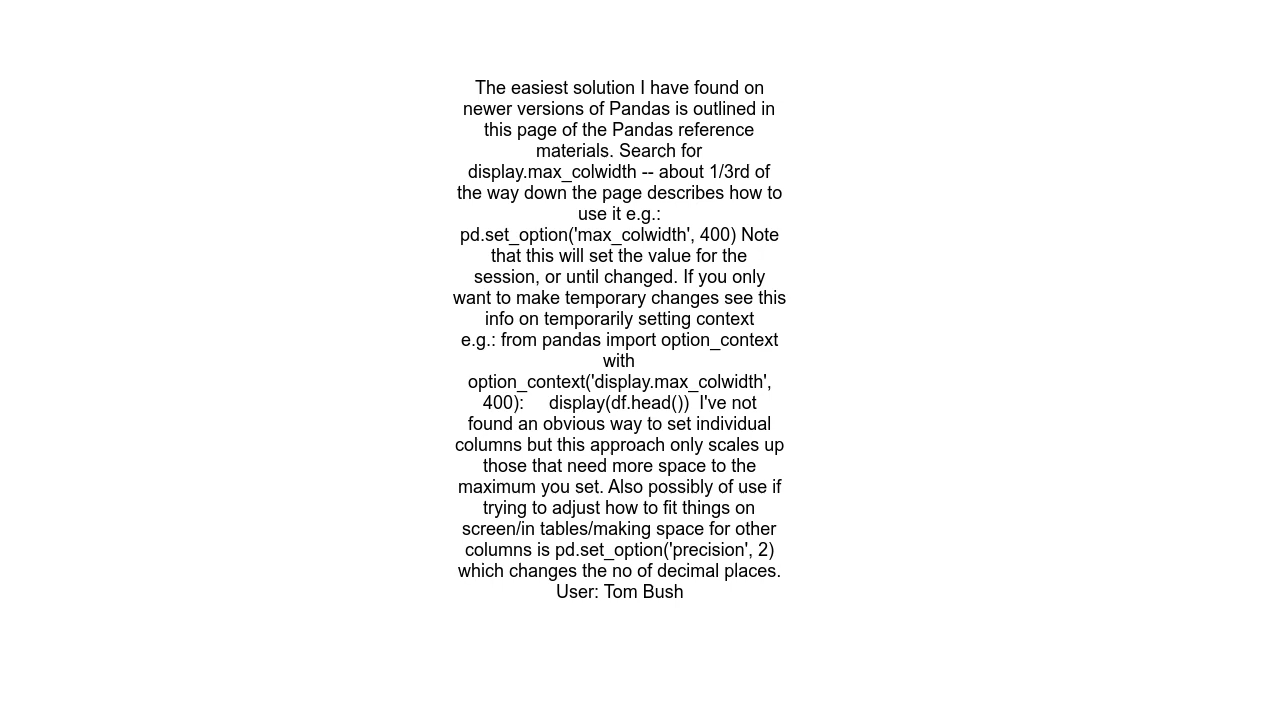 The easiest solution I have found on
newer versions of Pandas is outlined in
this page of the Pandas reference
materials. Search for
display.max_colwidth -- about 1/3rd of
the way down the page describes how to
use it e.g.:
pd.set_option('max_colwidth', 400) Note
that this will set the value for the
session, or until changed. If you only
want to make temporary changes see this
info on temporarily setting context
e.g.: from pandas import option_context
with
option_context('display.max_colwidth',
400):     display(df.head())  I've not
found an obvious way to set individual
columns but this approach only scales up
those that need more space to the
maximum you set. Also possibly of use if
trying to adjust how to fit things on
screen/in tables/making space for other
columns is pd.set_option('precision', 2)
which changes the no of decimal places.
User: Tom Bush